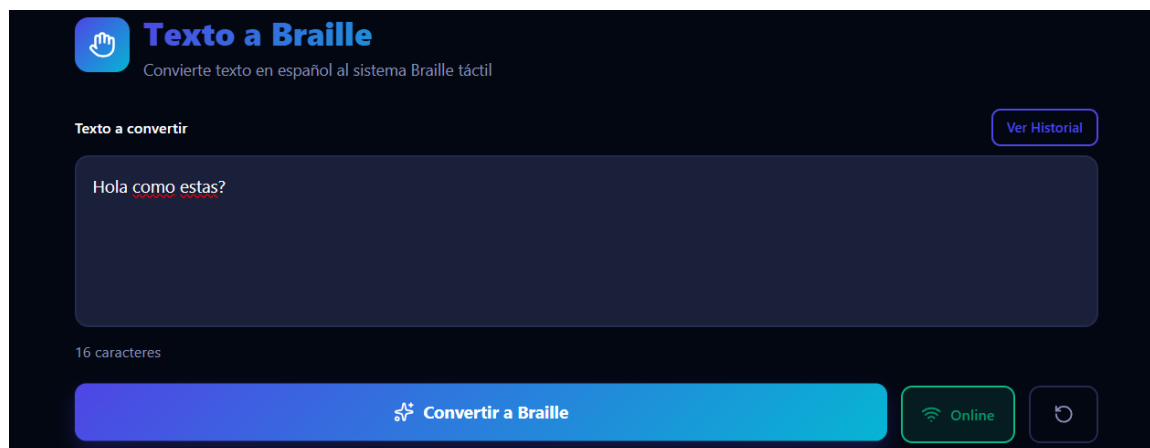 Texto a Braille
Convierte texto en español al sistema Braille táctil
Texto a convertir
Ver Historial
Hola como estas?
16 caracteres
Convertir a Braille
Online